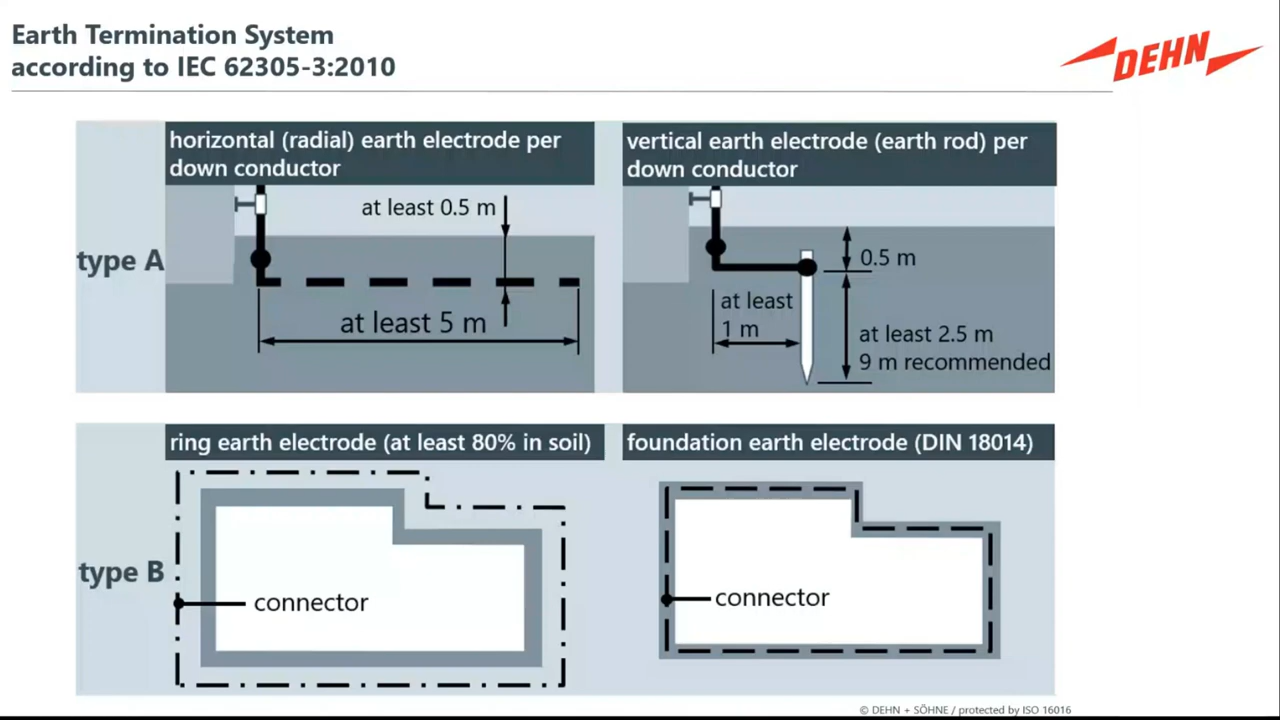 Earth Termination System
according to IEC 62305-3:2010
DEHN
horizontal (radial) earth electrode per
down conductor
vertical earth electrode (earth rod) per
down conductor
type A
at least 0.5 m
at least 5 m
0.5 m
at least
1 m
at least 2.5 m
9 m recommended
ring earth electrode (at least 80% in soil)
foundation earth electrode (DIN 18014)
type B
connector
connector
© DEHN + SÖHNE / protected by ISO 16016